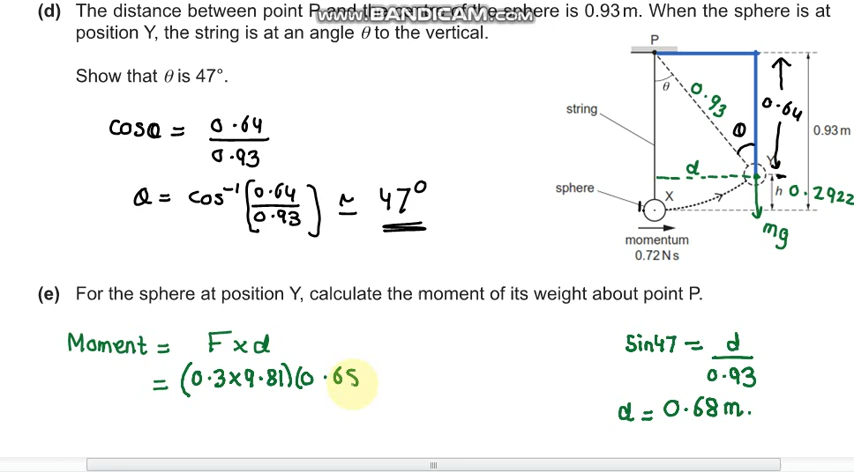 (d) The distance between point P and the centre of the sphere is 0.93 m. When the sphere is at
www.BANDICAM.com
position Y, the string is at an angle θ to the vertical.
Show that θ is 47°.
cosθ = 0.64
0.93
θ = cos⁻¹ [0.64
0.93] ≃ 47°
P
θ
0.93
θ
0.64
0.93 m
string
d
Y
sphere
X
h
0.2922
mg
momentum
0.72 N s
(e) For the sphere at position Y, calculate the moment of its weight about point P.
Moment = F x d
= (0.3 x 9.81)(0.68
Sin47 = d
0.93
d = 0.68 m.